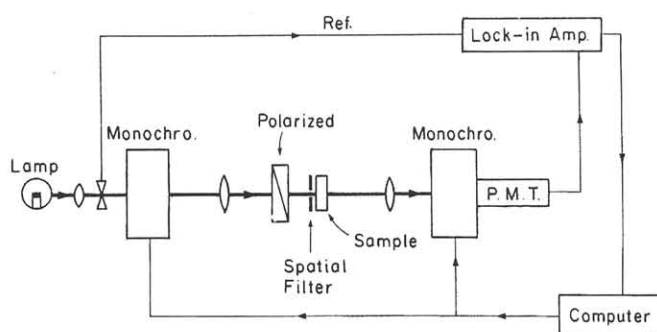 Ref.
Lock-in Amp.
Polarized
Monochro.
Monochro.
Lamp
P.M.T.
Sample
Spatial
Filter
Computer